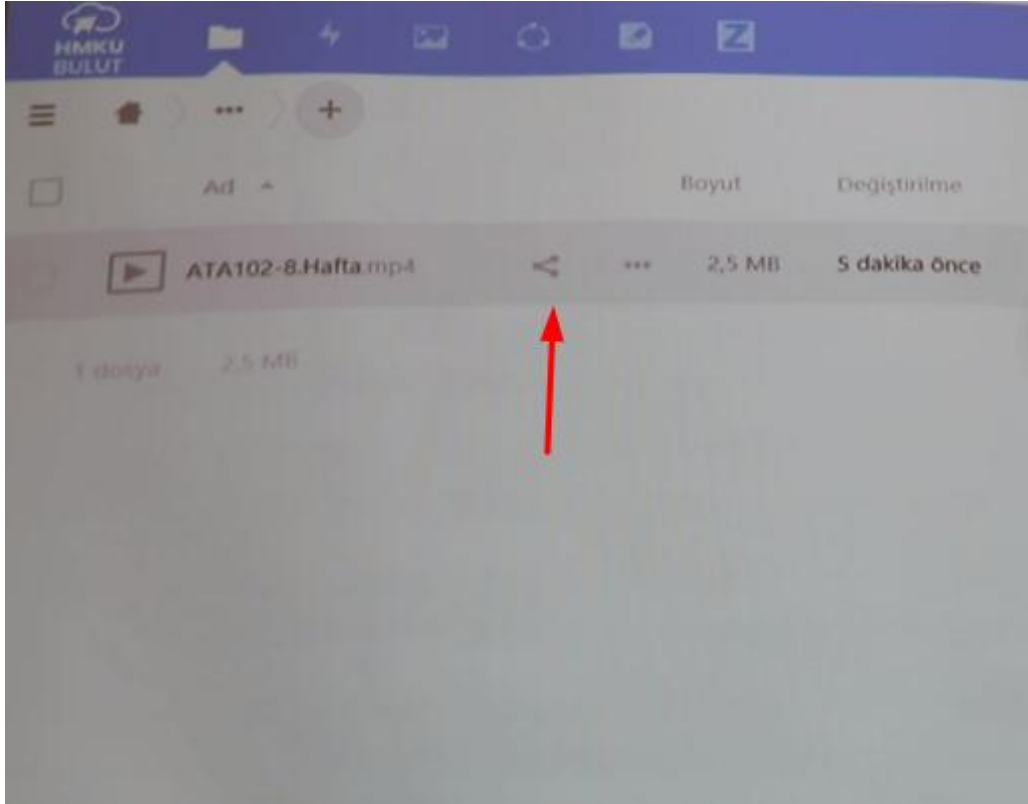 HMKU
BULUT
Ad Boyut Değiştirilme
ATA102-8.Hafta.mp4 2,5 MB 5 dakika önce
1 dosya 2,5 MB